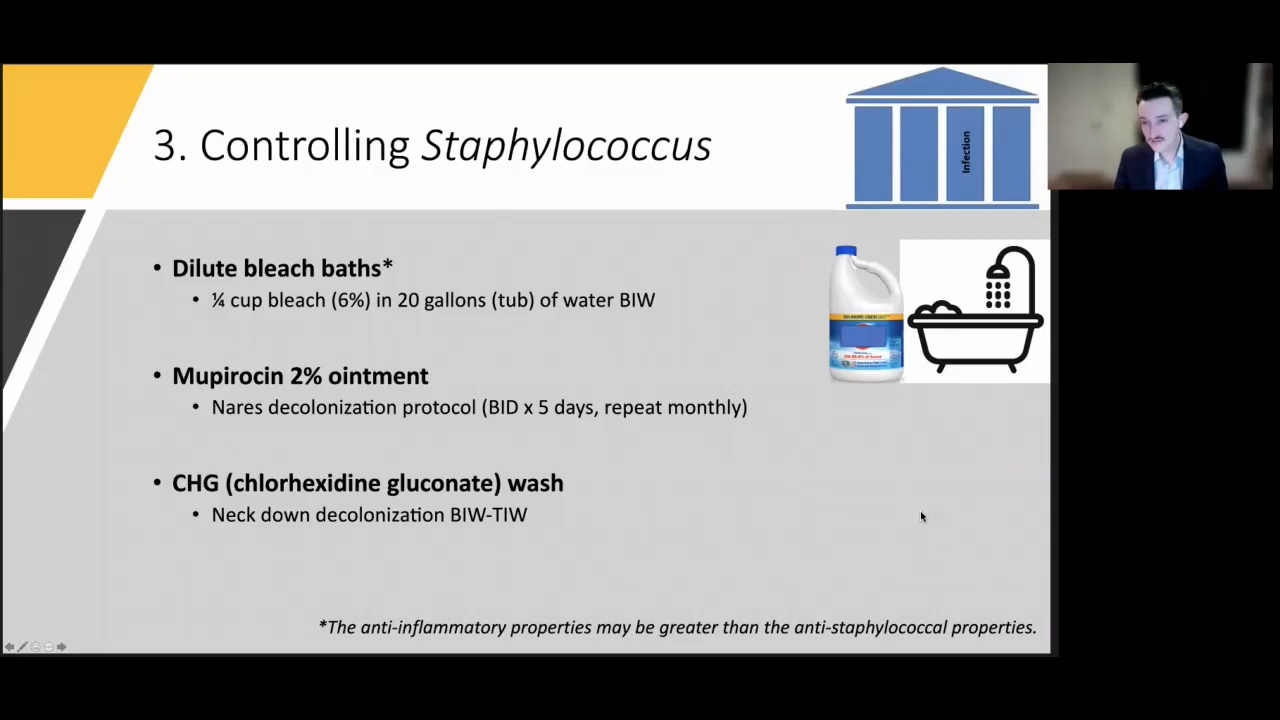 3. Controlling Staphylococcus
Infection
• Dilute bleach baths*
• ¼ cup bleach (6%) in 20 gallons (tub) of water BIW
• Mupirocin 2% ointment
• Nares decolonization protocol (BID x 5 days, repeat monthly)
• CHG (chlorhexidine gluconate) wash
• Neck down decolonization BIW-TIW
*The anti-inflammatory properties may be greater than the anti-staphylococcal properties.